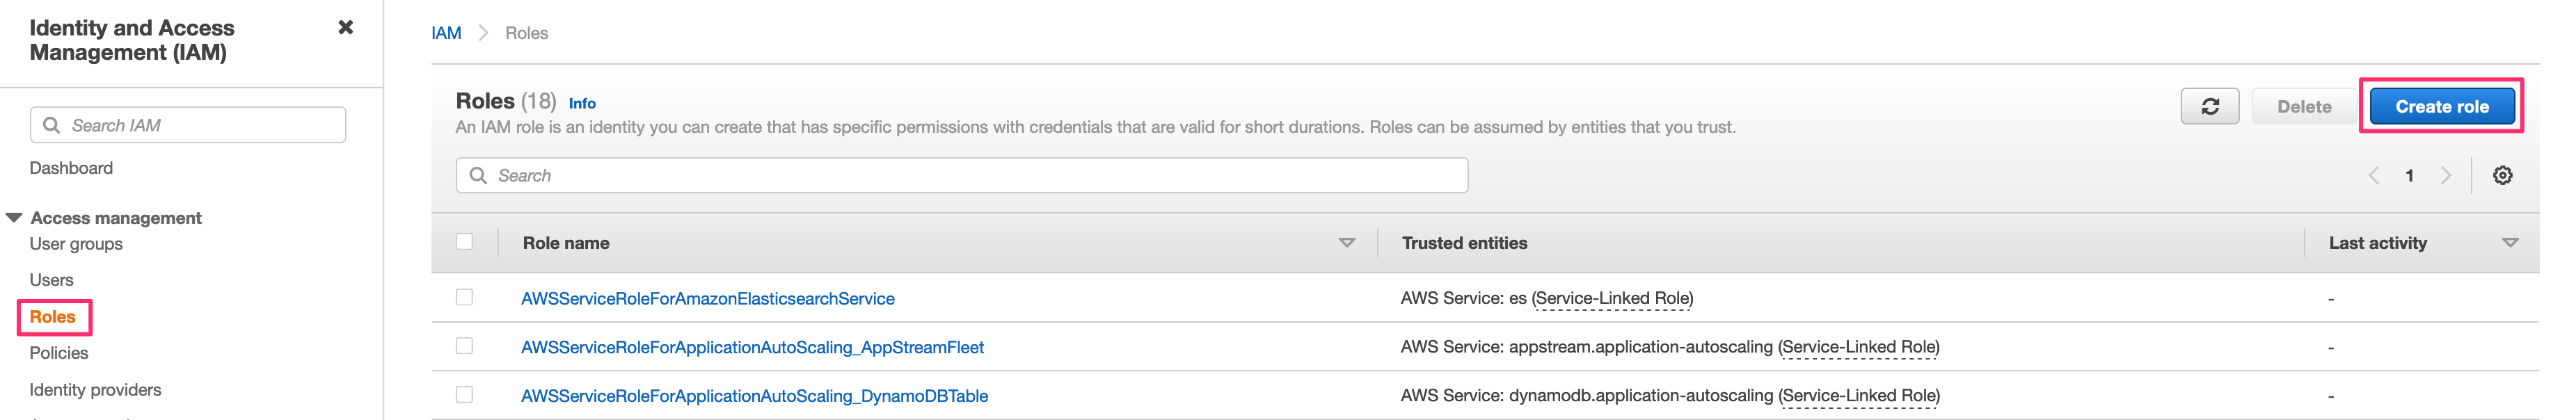 Identity and Access
Management (IAM)
Search IAM
Dashboard
Access management
User groups
Users
Roles
Policies
Identity providers
IAM > Roles
Roles (18) Info
An IAM role is an identity you can create that has specific permissions with credentials that are valid for short durations. Roles can be assumed by entities that you trust.
Delete
Create role
Search
1
Role name Trusted entities Last activity
AWSServiceRoleForAmazonElasticsearchService AWS Service: es (Service-Linked Role) -
AWSServiceRoleForApplicationAutoScaling_AppStreamFleet AWS Service: appstream.application-autoscaling (Service-Linked Role) -
AWSServiceRoleForApplicationAutoScaling_DynamoDBTable AWS Service: dynamodb.application-autoscaling (Service-Linked Role) -